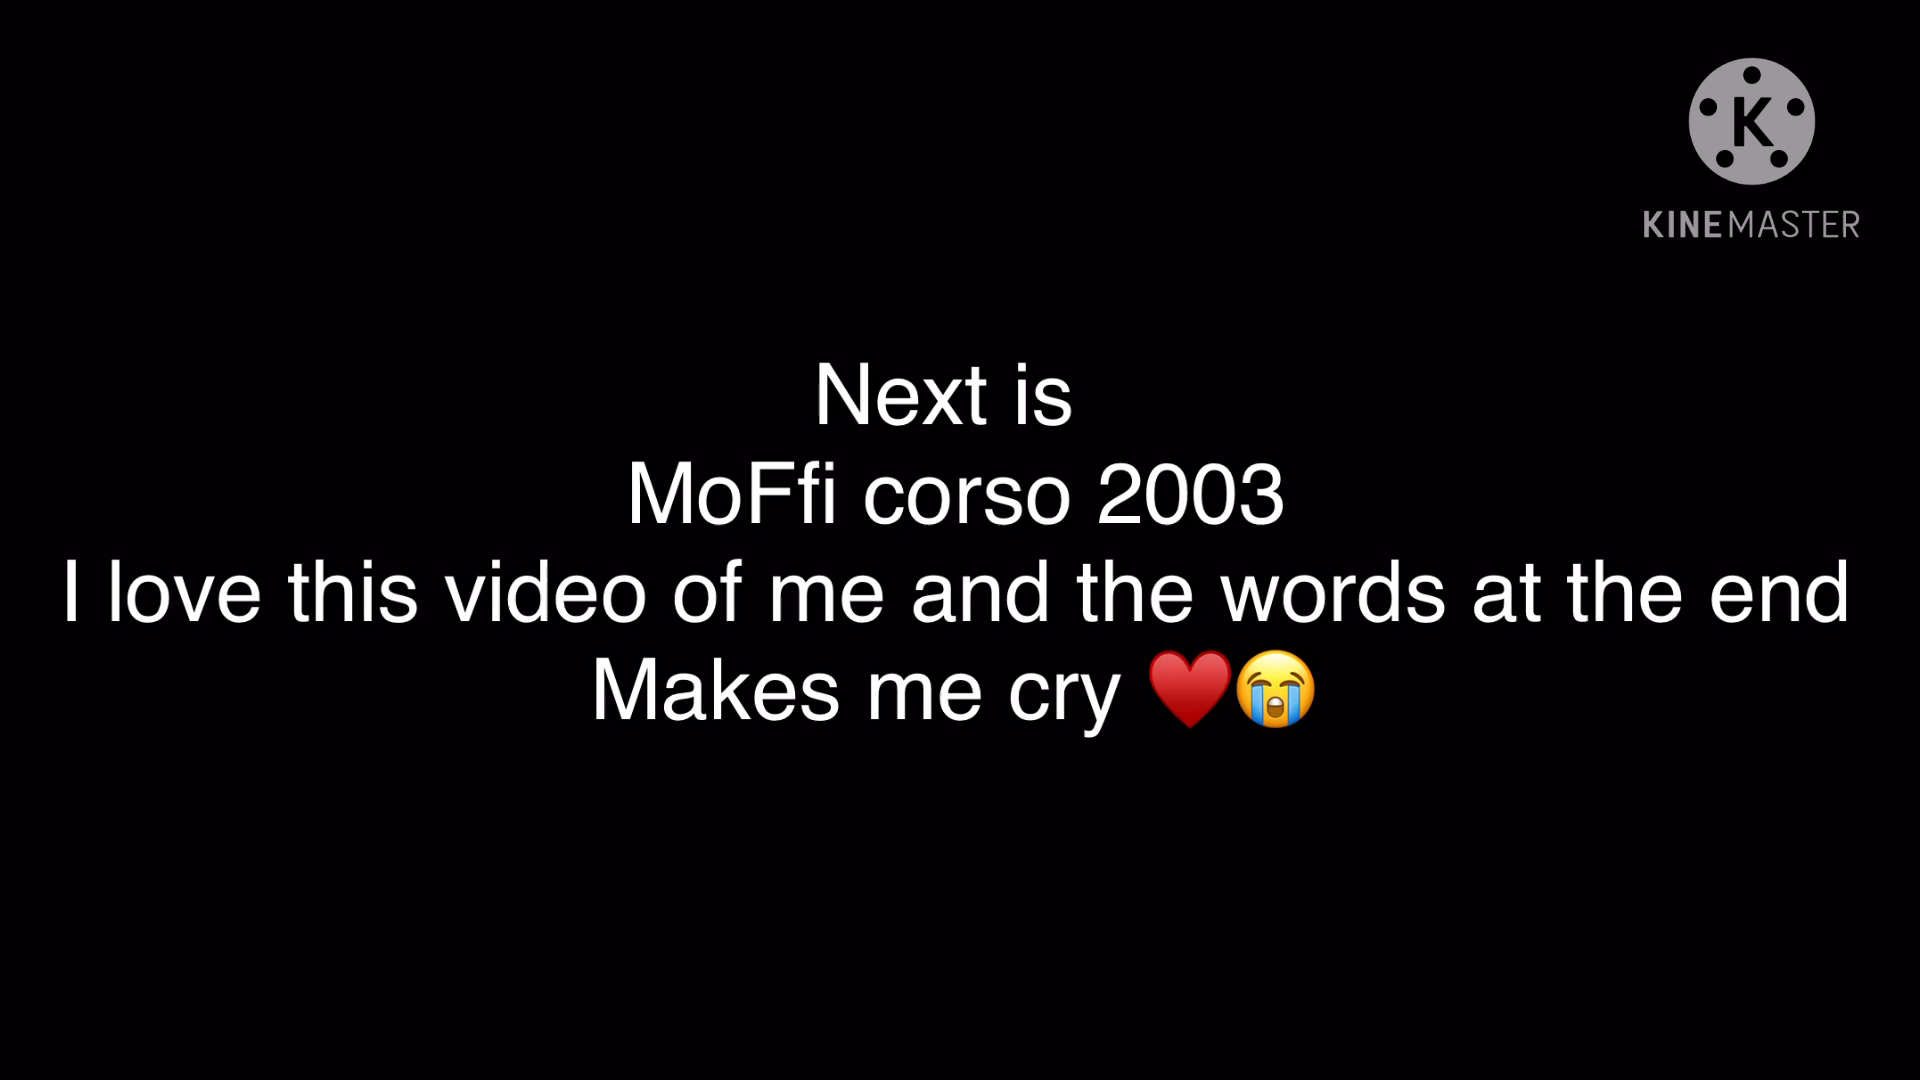 K
KINEMASTER
Next is
MoFfi corso 2003
I love this video of me and the words at the end
Makes me cry ♥️😭